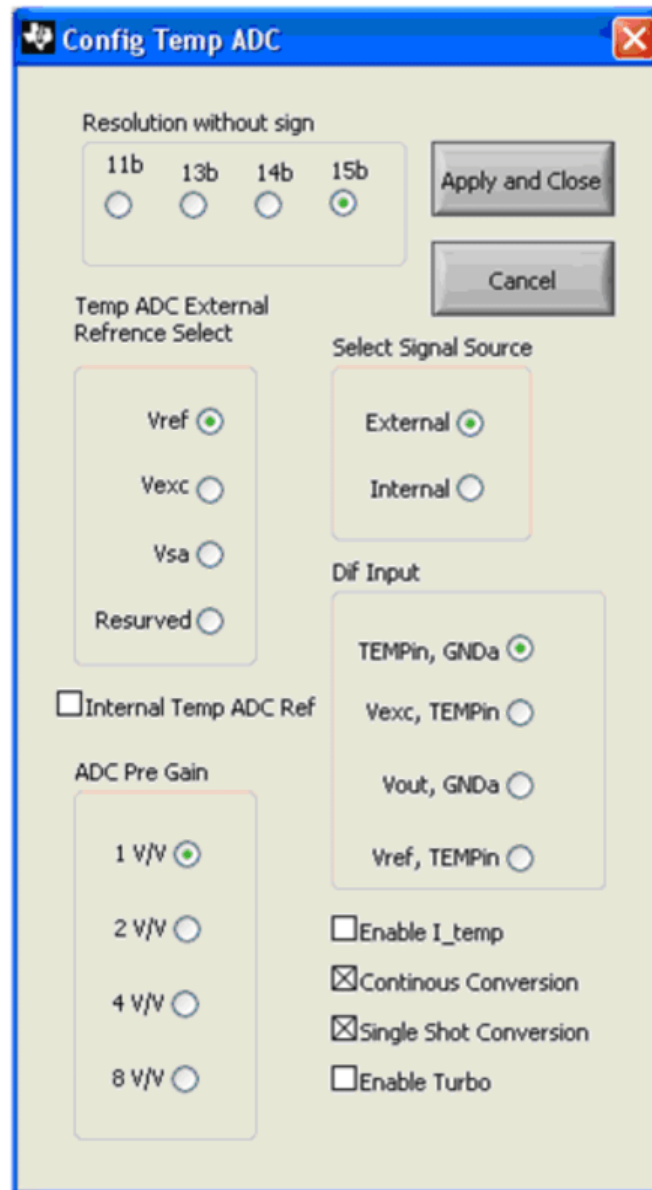 Config Temp ADC
Resolution without sign
11b 13b 14b 15b
Apply and Close
Cancel
Temp ADC External
Refrence Select
Vref
Vexc
Vsa
Resurved
Select Signal Source
External
Internal
Dif Input
TEMPin, GNDa
Vexc, TEMPin
Vout, GNDa
Vref, TEMPin
Internal Temp ADC Ref
ADC Pre Gain
1 V/V
2 V/V
4 V/V
8 V/V
Enable I_temp
Continous Conversion
Single Shot Conversion
Enable Turbo